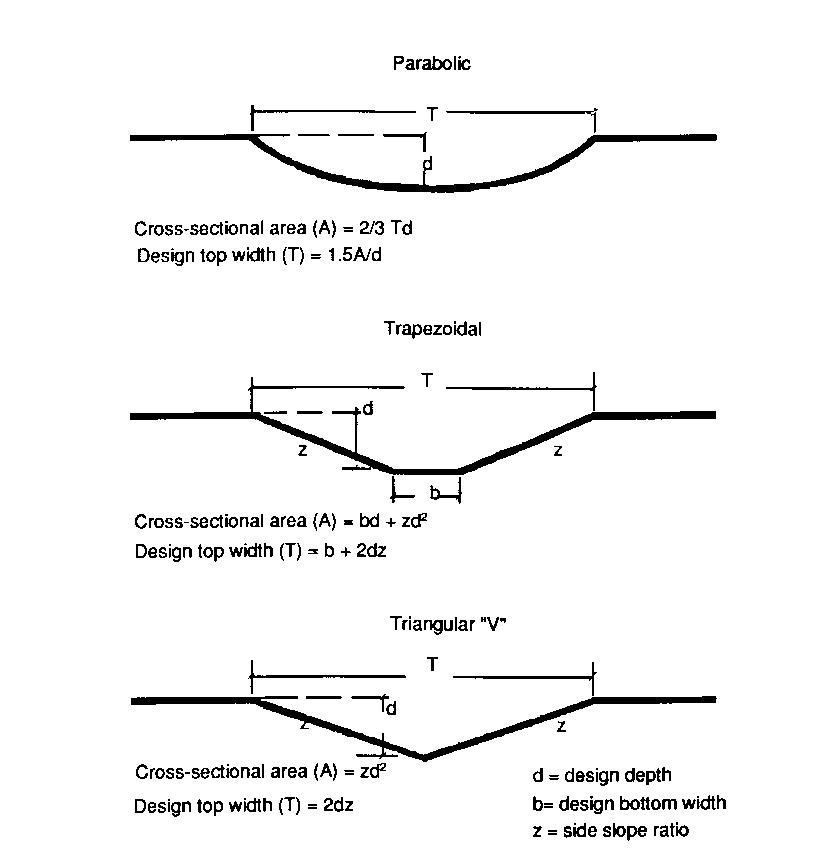 Parabolic
T
d
Cross-sectional area (A) = 2/3 Td
Design top width (T) = 1.5A/d
Trapezoidal
T
d
z
z
b
Cross-sectional area (A) = bd + zd²
Design top width (T) = b + 2dz
Triangular "V"
T
d
z
z
Cross-sectional area (A) = zd²
Design top width (T) = 2dz
d = design depth
b= design bottom width
z = side slope ratio